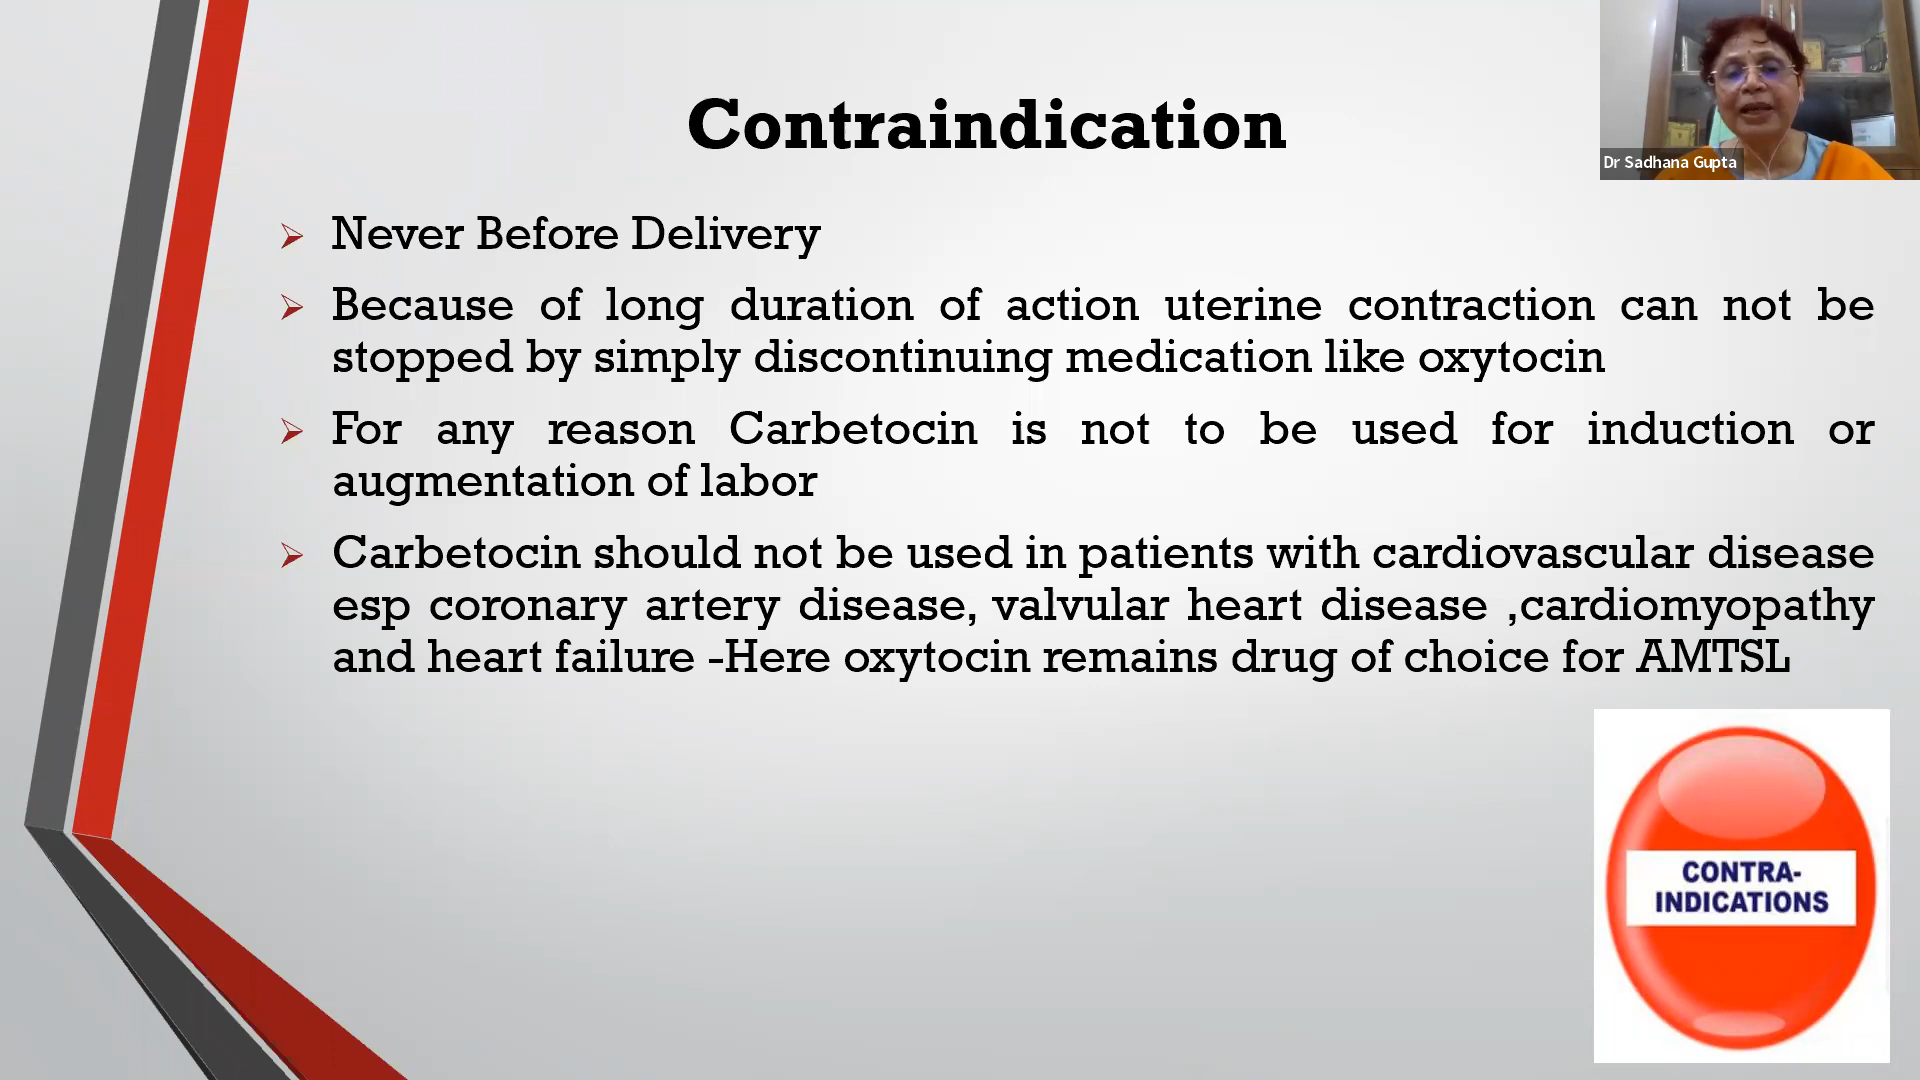 Contraindication
Dr Sadhana Gupta
Never Before Delivery
Because of long duration of action uterine contraction can not be
stopped by simply discontinuing medication like oxytocin
For any reason Carbetocin is not to be used for induction or
augmentation of labor
Carbetocin should not be used in patients with cardiovascular disease
esp coronary artery disease, valvular heart disease ,cardiomyopathy
and heart failure -Here oxytocin remains drug of choice for AMTSL
CONTRA-
INDICATIONS